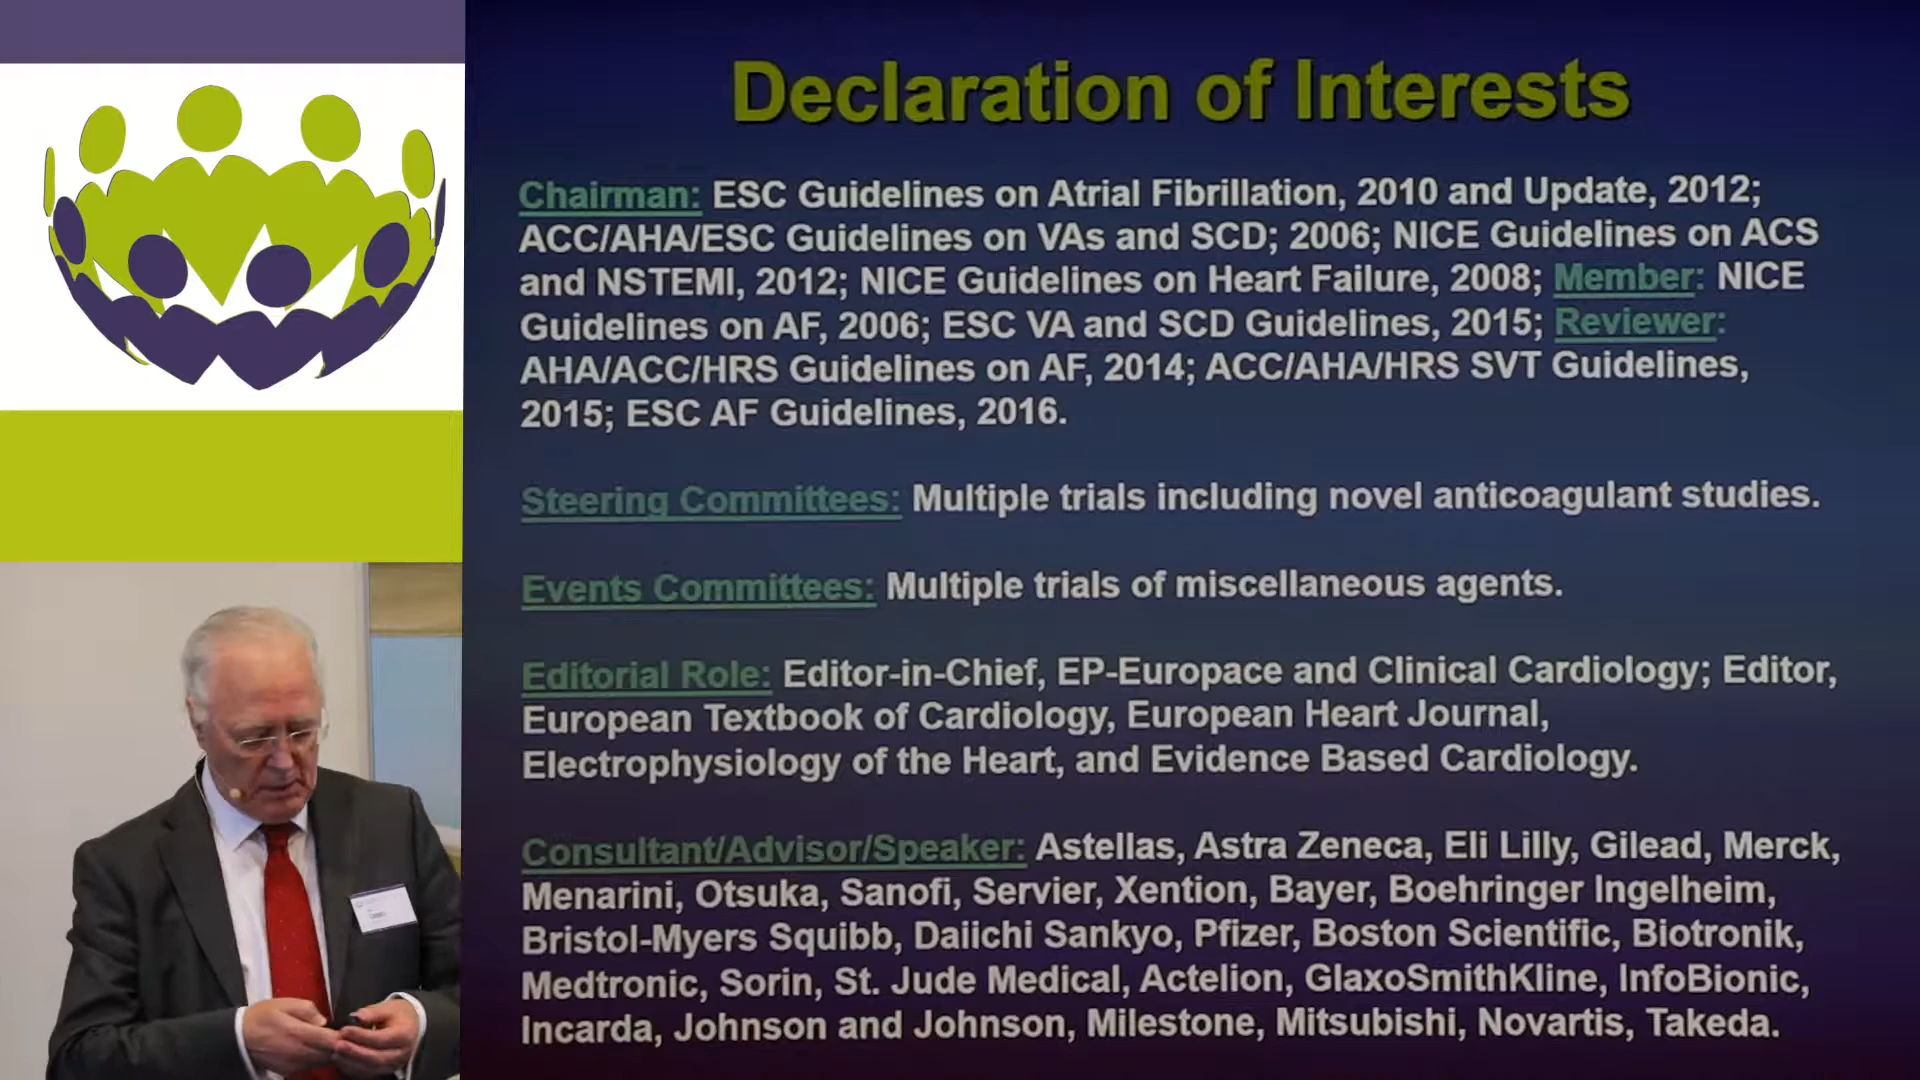 Declaration of Interests
Chairman: ESC Guidelines on Atrial Fibrillation, 2010 and Update, 2012;
ACC/AHA/ESC Guidelines on VAs and SCD; 2006; NICE Guidelines on ACS
and NSTEMI, 2012; NICE Guidelines on Heart Failure, 2008; Member: NICE
Guidelines on AF, 2006; ESC VA and SCD Guidelines, 2015; Reviewer:
AHA/ACC/HRS Guidelines on AF, 2014; ACC/AHA/HRS SVT Guidelines,
2015; ESC AF Guidelines, 2016.
Steering Committees: Multiple trials including novel anticoagulant studies.
Events Committees: Multiple trials of miscellaneous agents.
Editorial Role: Editor-in-Chief, EP-Europace and Clinical Cardiology; Editor,
European Textbook of Cardiology, European Heart Journal,
Electrophysiology of the Heart, and Evidence Based Cardiology.
Consultant/Advisor/Speaker: Astellas, Astra Zeneca, Eli Lilly, Gilead, Merck,
Menarini, Otsuka, Sanofi, Servier, Xention, Bayer, Boehringer Ingelheim,
Bristol-Myers Squibb, Daiichi Sankyo, Pfizer, Boston Scientific, Biotronik,
Medtronic, Sorin, St. Jude Medical, Actelion, GlaxoSmithKline, InfoBionic,
Incarda, Johnson and Johnson, Milestone, Mitsubishi, Novartis, Takeda.